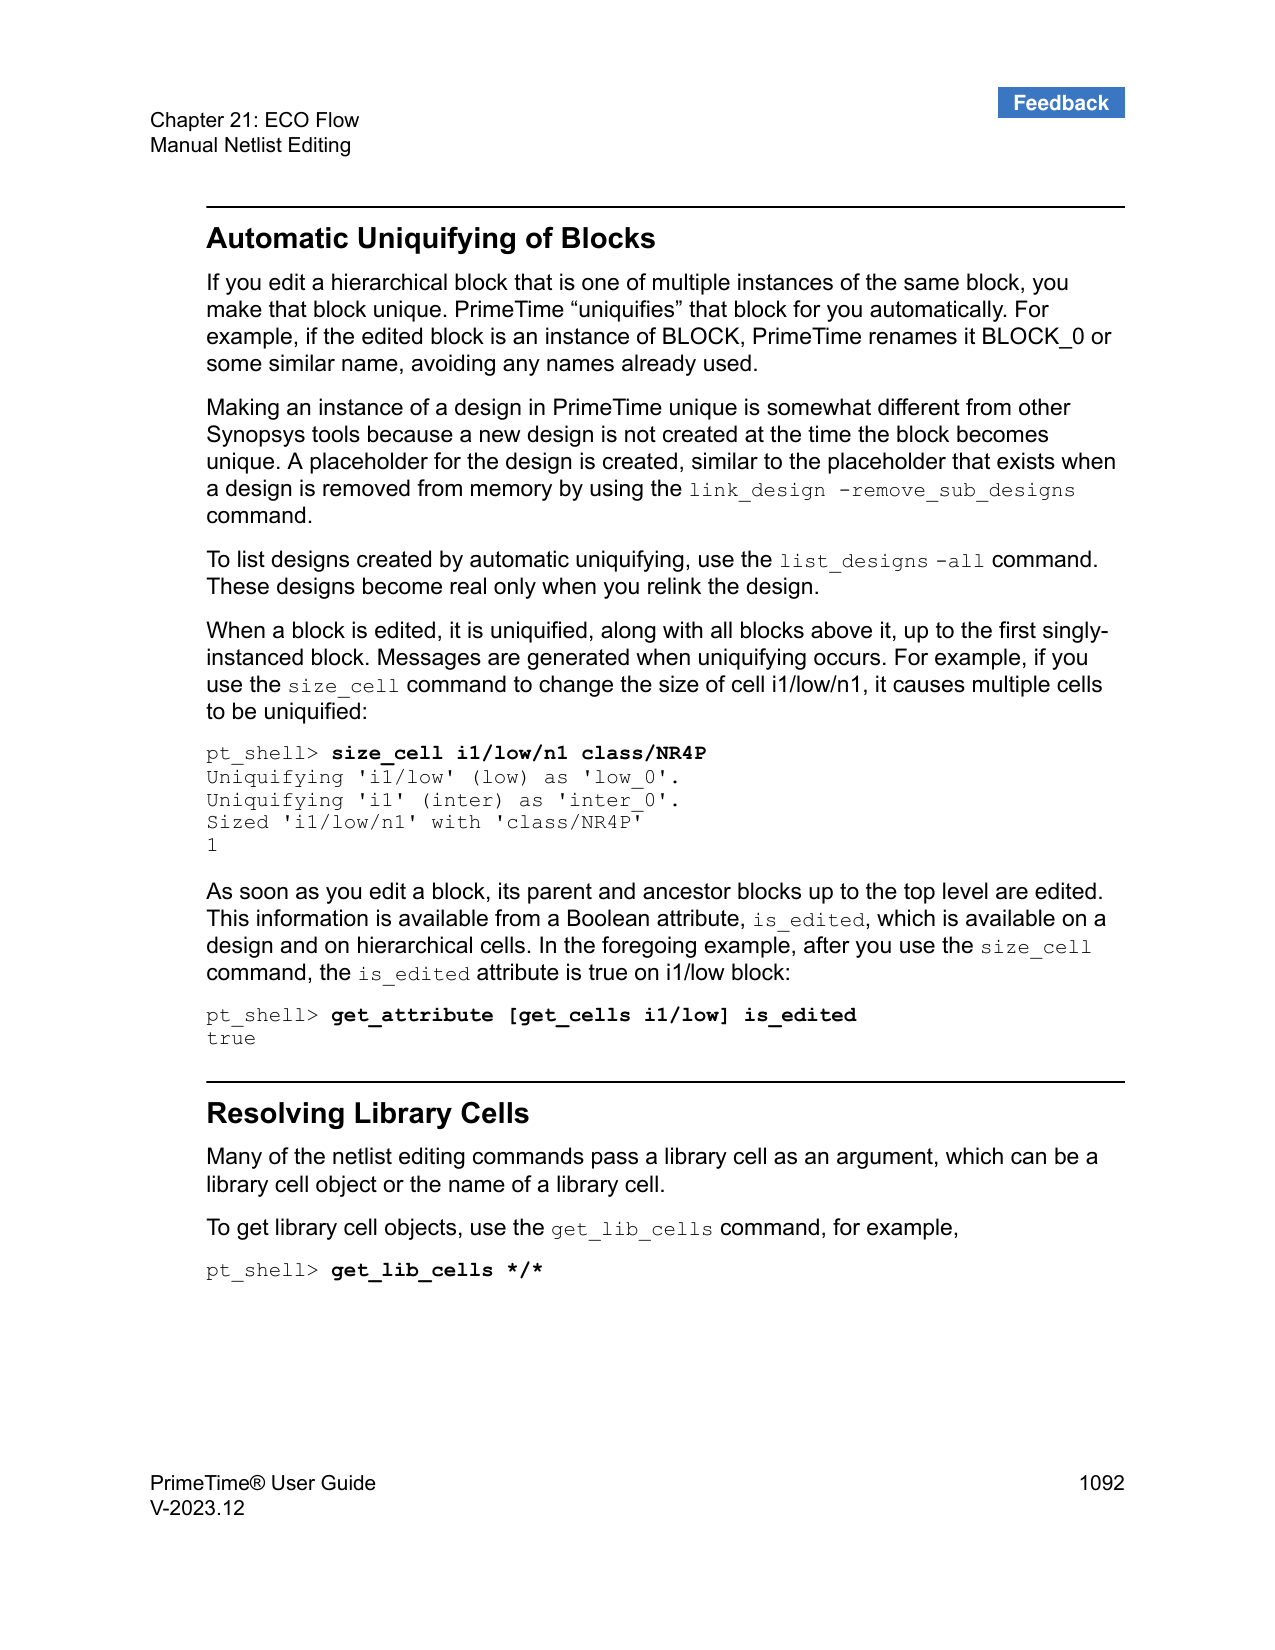 Feedback
Chapter 21: ECO Flow
Manual Netlist Editing
Automatic Uniquifying of Blocks
If you edit a hierarchical block that is one of multiple instances of the same block, you
make that block unique. PrimeTime “uniquifies” that block for you automatically. For
example, if the edited block is an instance of BLOCK, PrimeTime renames it BLOCK_0 or
some similar name, avoiding any names already used.
Making an instance of a design in PrimeTime unique is somewhat different from other
Synopsys tools because a new design is not created at the time the block becomes
unique. A placeholder for the design is created, similar to the placeholder that exists when
a design is removed from memory by using the link_design -remove_sub_designs
command.
To list designs created by automatic uniquifying, use the list_designs -all command.
These designs become real only when you relink the design.
When a block is edited, it is uniquified, along with all blocks above it, up to the first singly-
instanced block. Messages are generated when uniquifying occurs. For example, if you
use the size_cell command to change the size of cell i1/low/n1, it causes multiple cells
to be uniquified:
pt_shell> size_cell i1/low/n1 class/NR4P
Uniquifying 'i1/low' (low) as 'low_0'.
Uniquifying 'i1' (inter) as 'inter_0'.
Sized 'i1/low/n1' with 'class/NR4P'
1
As soon as you edit a block, its parent and ancestor blocks up to the top level are edited.
This information is available from a Boolean attribute, is_edited, which is available on a
design and on hierarchical cells. In the foregoing example, after you use the size_cell
command, the is_edited attribute is true on i1/low block:
pt_shell> get_attribute [get_cells i1/low] is_edited
true
Resolving Library Cells
Many of the netlist editing commands pass a library cell as an argument, which can be a
library cell object or the name of a library cell.
To get library cell objects, use the get_lib_cells command, for example,
pt_shell> get_lib_cells */*
PrimeTime® User Guide
1092
V-2023.12